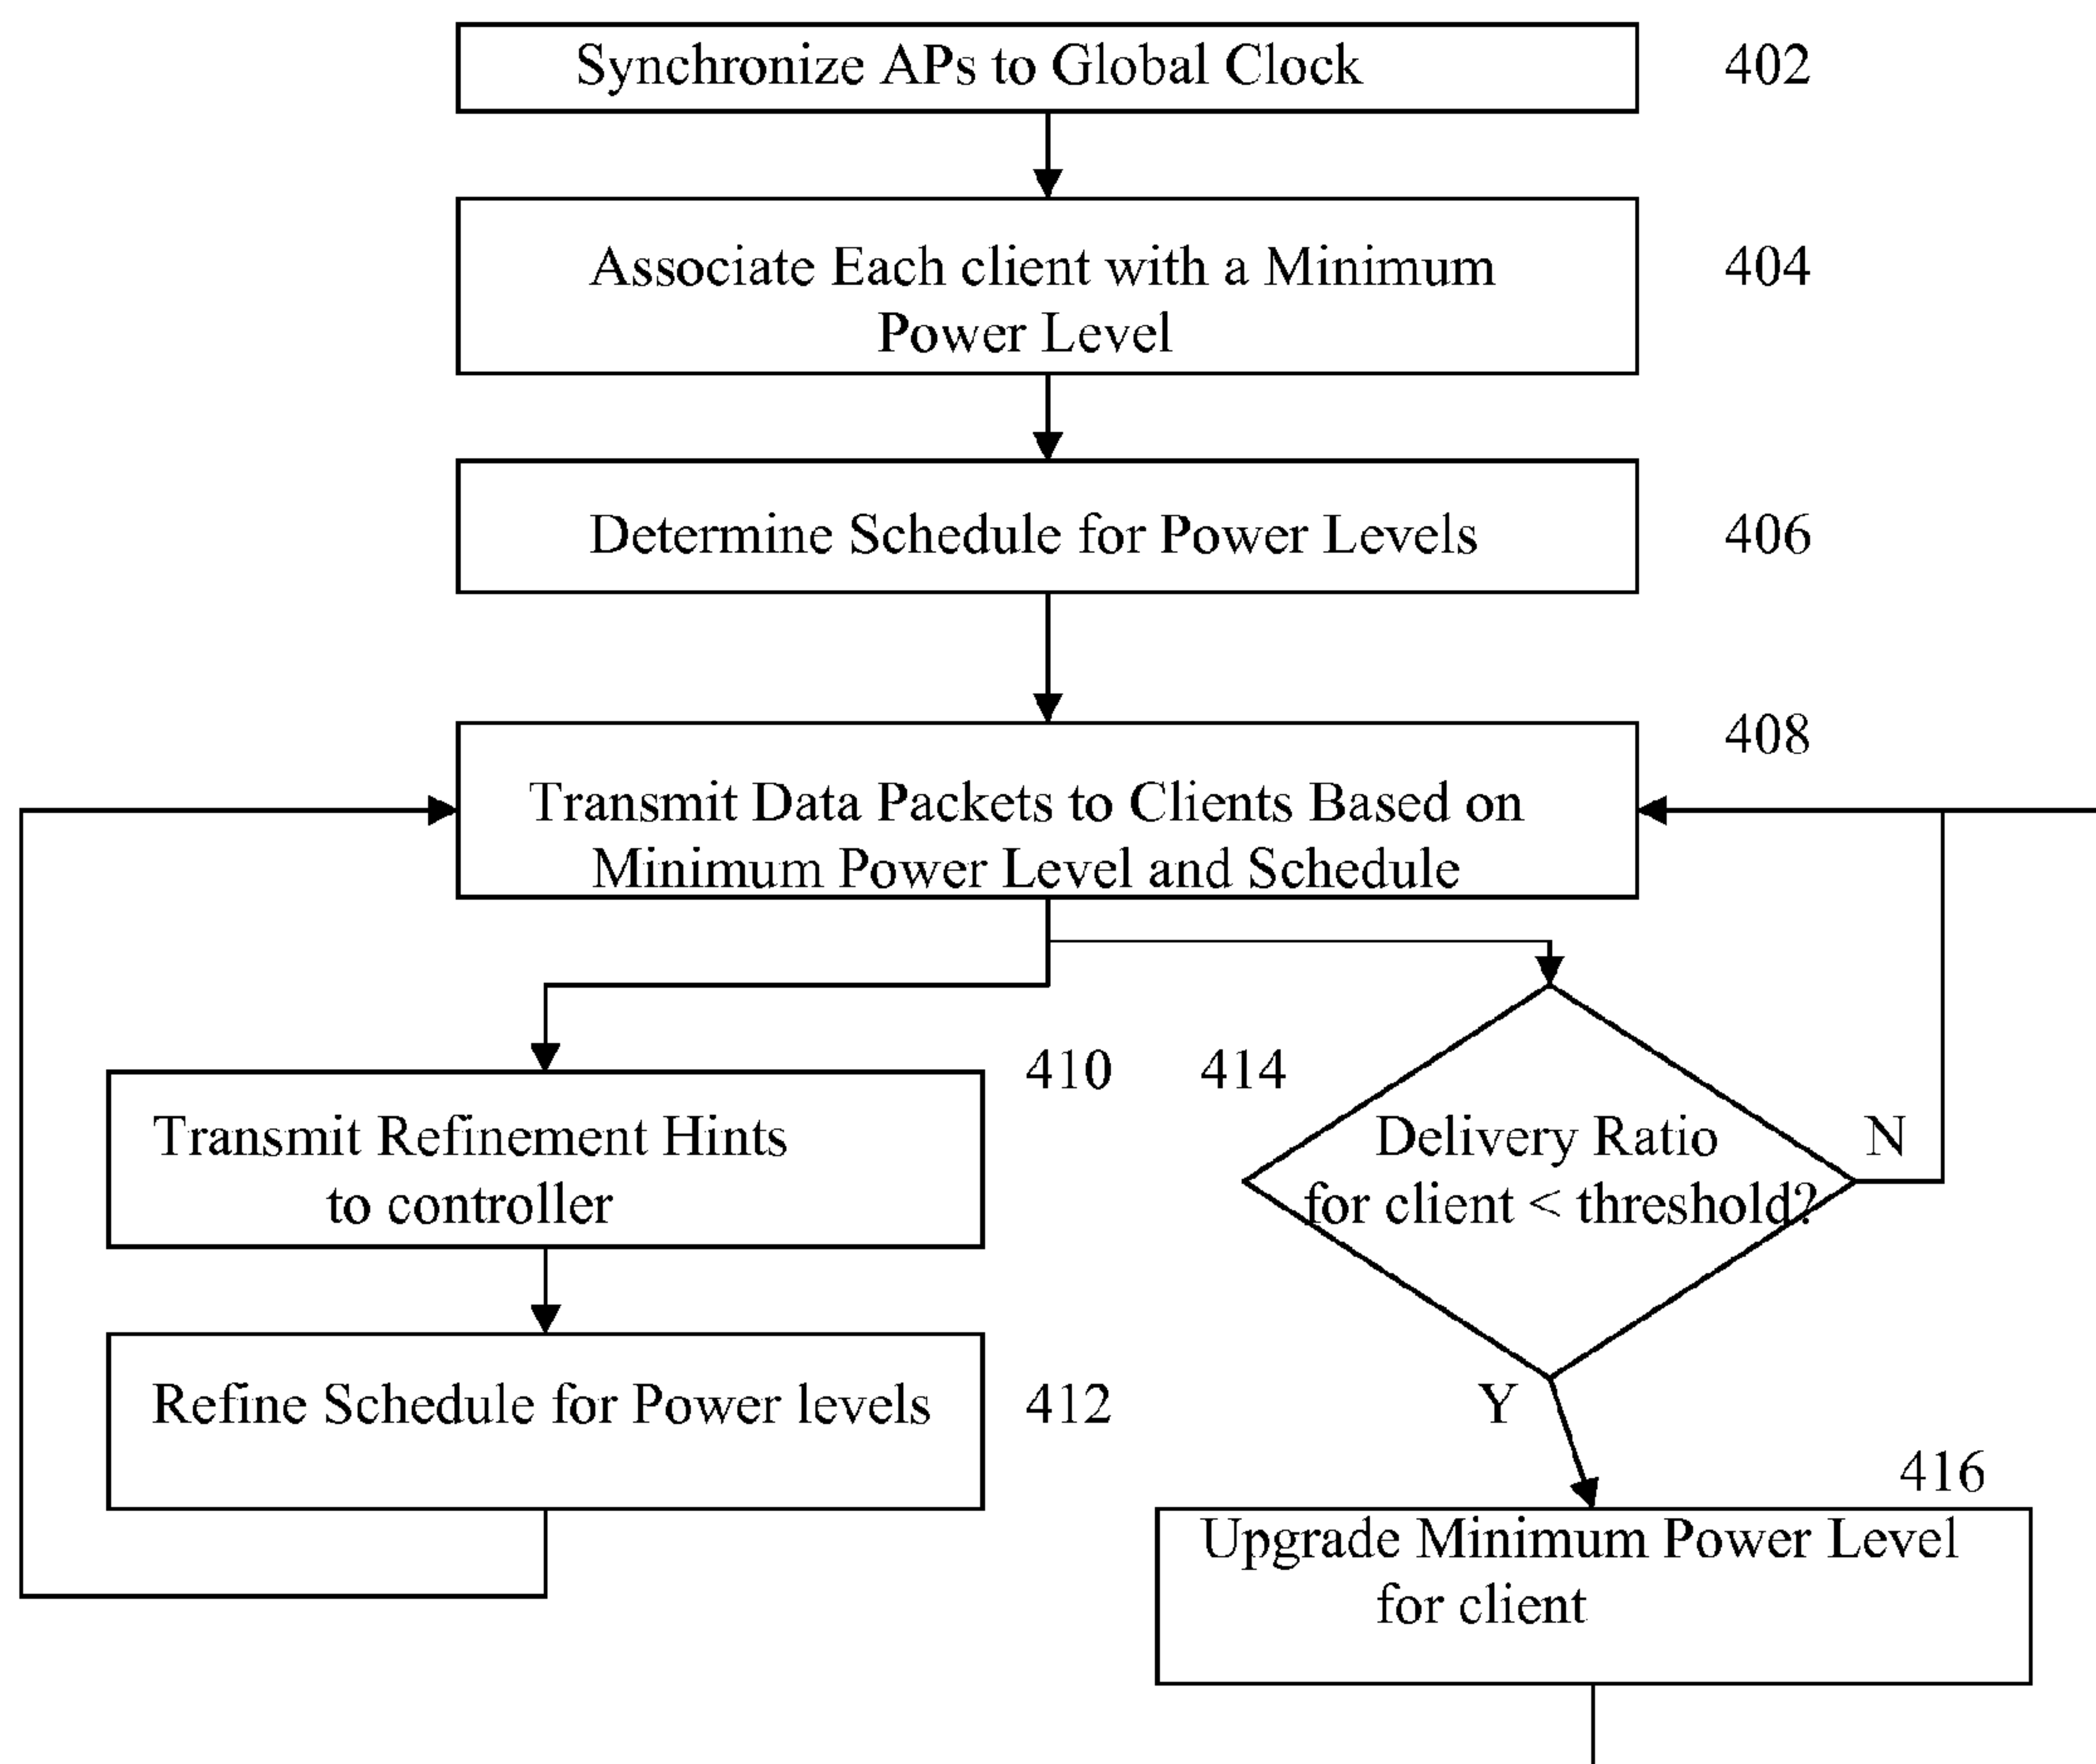 Synchronize APs to Global Clock
402
Associate Each client with a Minimum
Power Level
404
Determine Schedule for Power Levels
406
408
Transmit Data Packets to Clients Based on
Minimum Power Level and Schedule
410
Transmit Refinement Hints
to controller
414
Delivery Ratio
for client < threshold?
N
Y
Refine Schedule for Power levels
412
416
Upgrade Minimum Power Level
for client